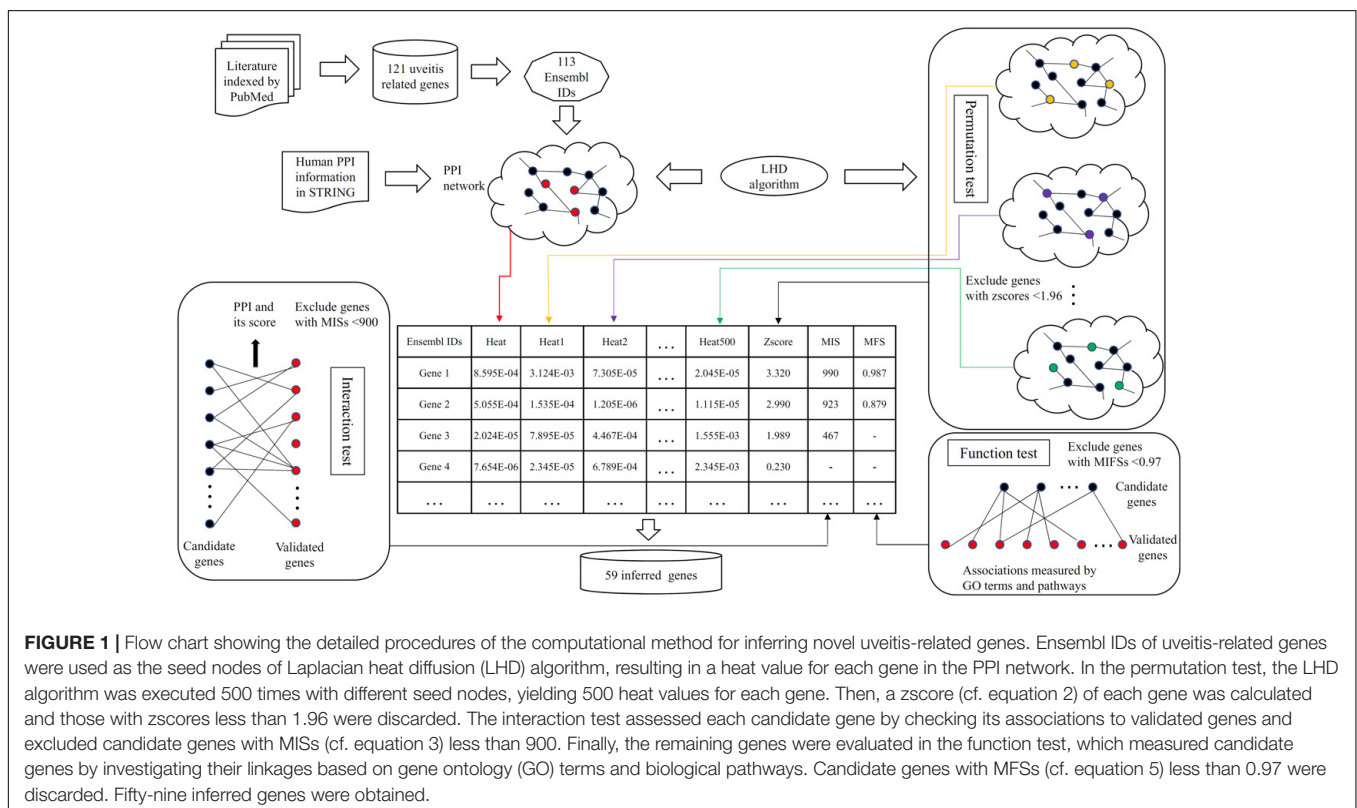 Literature
indexed by
PubMed
121 uveitis
related genes
113
Ensembl
IDs
Human PPI
information
in STRING
PPI
network
LHD
algorithm
Permutation test
Exclude genes
with zscores <1.96
PPI and
its score
Exclude genes
with MISs <900
Interaction test
Candidate
genes
Validated
genes
Ensembl IDs Heat Heat1 Heat2 ... Heat500 Zscore MIS MFS
Gene 1 8.595E-04 3.124E-03 7.305E-05 ... 2.045E-05 3.320 990 0.987
Gene 2 5.055E-04 1.535E-04 1.205E-06 ... 1.115E-05 2.990 923 0.879
Gene 3 2.024E-05 7.895E-05 4.467E-04 ... 1.555E-03 1.989 467 -
Gene 4 7.654E-06 2.345E-05 6.789E-04 ... 2.345E-03 0.230 - -
... ... ... ... ... ... ... ... ...
59 inferred genes
Function test
Exclude genes
with MIFSs <0.97
Candidate
genes
Validated
genes
Associations measured by
GO terms and pathways
FIGURE 1 | Flow chart showing the detailed procedures of the computational method for inferring novel uveitis-related genes. Ensembl IDs of uveitis-related genes
were used as the seed nodes of Laplacian heat diffusion (LHD) algorithm, resulting in a heat value for each gene in the PPI network. In the permutation test, the LHD
algorithm was executed 500 times with different seed nodes, yielding 500 heat values for each gene. Then, a zscore (cf. equation 2) of each gene was calculated
and those with zscores less than 1.96 were discarded. The interaction test assessed each candidate gene by checking its associations to validated genes and
excluded candidate genes with MISs (cf. equation 3) less than 900. Finally, the remaining genes were evaluated in the function test, which measured candidate
genes by investigating their linkages based on gene ontology (GO) terms and biological pathways. Candidate genes with MFSs (cf. equation 5) less than 0.97 were
discarded. Fifty-nine inferred genes were obtained.